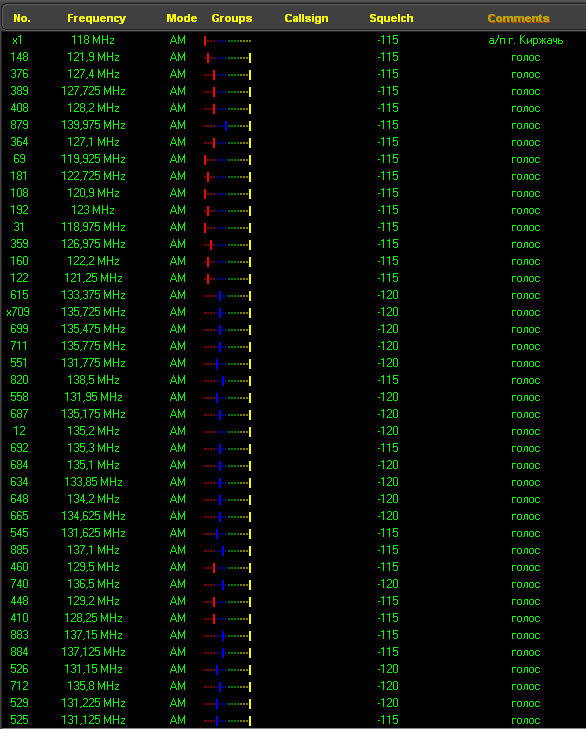 No. Frequency Mode Groups Callsign Squelch Comments
x1 118 MHz AM -115 а/п г. Киржачь
148 121,9 MHz AM -115 голос
376 127,4 MHz AM -115 голос
389 127,725 MHz AM -115 голос
408 128,2 MHz AM -115 голос
879 139,975 MHz AM -115 голос
364 127,1 MHz AM -115 голос
69 119,925 MHz AM -115 голос
181 122,725 MHz AM -115 голос
108 120,9 MHz AM -115 голос
192 123 MHz AM -115 голос
31 118,975 MHz AM -115 голос
359 126,975 MHz AM -115 голос
160 122,2 MHz AM -115 голос
122 121,25 MHz AM -115 голос
615 133,375 MHz AM -120 голос
x709 135,725 MHz AM -120 голос
699 135,475 MHz AM -120 голос
711 135,775 MHz AM -120 голос
551 131,775 MHz AM -120 голос
820 138,5 MHz AM -115 голос
558 131,95 MHz AM -120 голос
687 135,175 MHz AM -120 голос
12 135,2 MHz AM -120 голос
692 135,3 MHz AM -115 голос
684 135,1 MHz AM -120 голос
634 133,85 MHz AM -120 голос
648 134,2 MHz AM -120 голос
665 134,625 MHz AM -120 голос
545 131,625 MHz AM -115 голос
885 137,1 MHz AM -115 голос
460 129,5 MHz AM -115 голос
740 136,5 MHz AM -120 голос
448 129,2 MHz AM -115 голос
410 128,25 MHz AM -115 голос
883 137,15 MHz AM -115 голос
884 137,125 MHz AM -115 голос
526 131,15 MHz AM -120 голос
712 135,8 MHz AM -120 голос
529 131,225 MHz AM -120 голос
525 131,125 MHz AM -115 голос